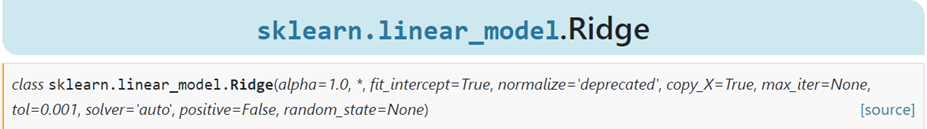 sklearn.linear_model.Ridge
class sklearn.linear_model.Ridge(alpha=1.0, *, fit_intercept=True, normalize='deprecated', copy_X=True, max_iter=None,
tol=0.001, solver='auto', positive=False, random_state=None) [source]